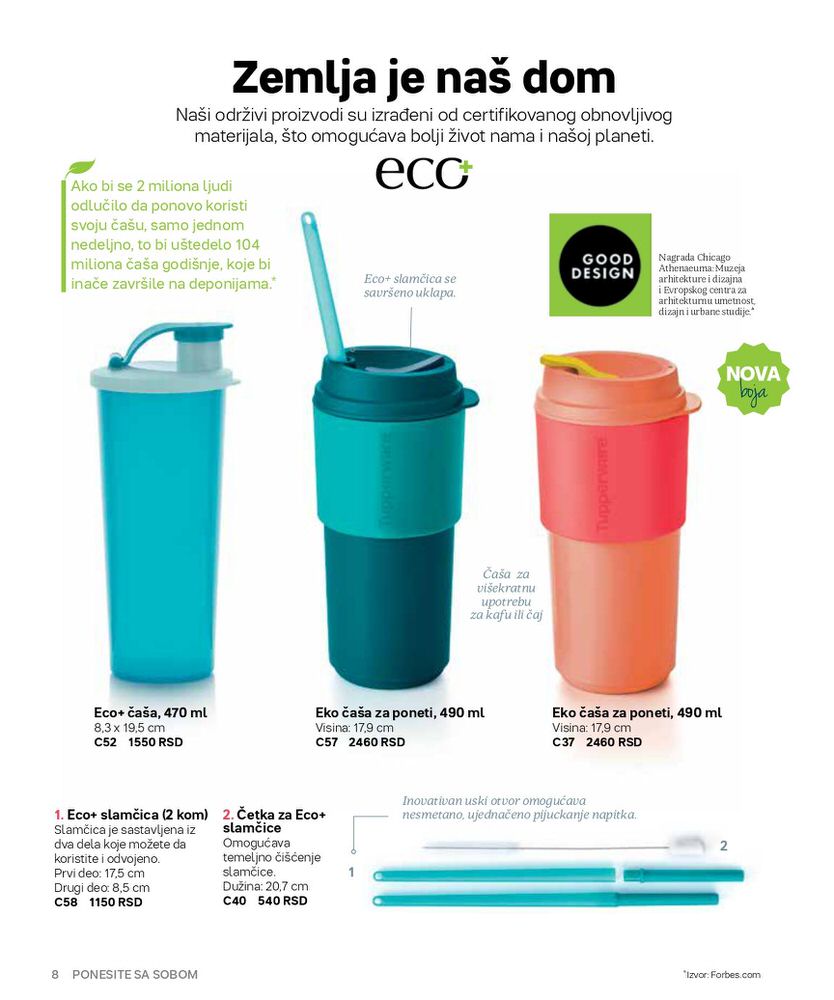 Zemlja je naš dom
Naši održivi proizvodi su izrađeni od certifikovanog obnovljivog
materijala, što omogućava bolji život nama i našoj planeti.
eco+
Ako bi se 2 miliona ljudi
odlučilo da ponovo koristi
svoju čašu, samo jednom
nedeljno, to bi uštedelo 104
miliona čaša godišnje, koje bi
inače završile na deponijama.*
Eco+ slamčica se
savršeno uklapa.
GOOD
DESIGN
Nagrada Chicago
Athenaeuma: Muzeja
arhitekture i dizajna
i Evropskog centra za
arhitekturnu umetnost,
dizajn i urbane studije.*
NOVA
boja
Tupperware
Tupperware
Čaša za
višekratnu
upotrebu
za kafu ili čaj
Eco+ čaša, 470 ml
8,3 x 19,5 cm
C52 1550 RSD
Eko čaša za poneti, 490 ml
Visina: 17,9 cm
C57 2460 RSD
Eko čaša za poneti, 490 ml
Visina: 17,9 cm
C37 2460 RSD
1. Eco+ slamčica (2 kom)
Slamčica je sastavljena iz
dva dela koje možete da
koristite i odvojeno.
Prvi deo: 17,5 cm
Drugi deo: 8,5 cm
C58 1150 RSD
2. Četka za Eco+
slamčice
Omogućava
temeljno čišćenje
slamčice.
Dužina: 20,7 cm
C40 540 RSD
Inovativan uski otvor omogućava
nesmetano, ujednačeno pijuckanje napitka.
2
1
8 PONESITE SA SOBOM
*Izvor: Forbes.com